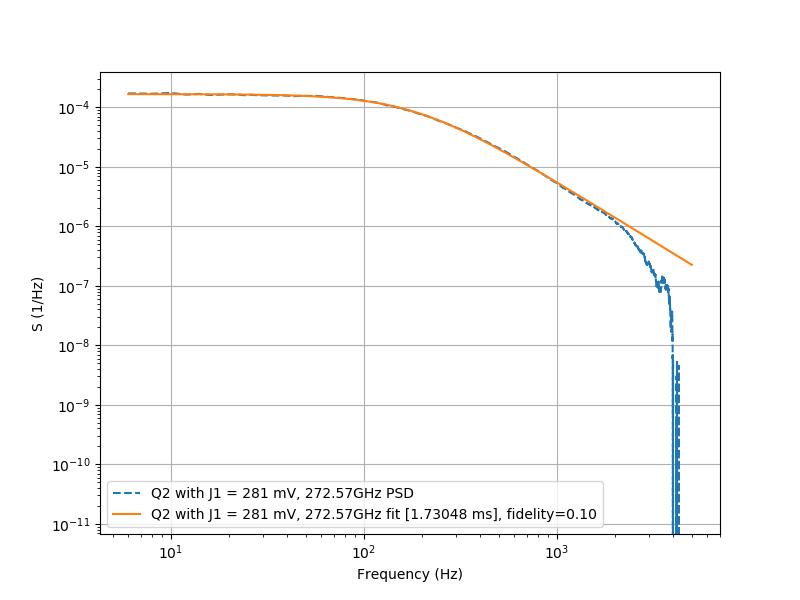 10⁻⁴
10⁻⁵
10⁻⁶
10⁻⁷
10⁻⁸
10⁻⁹
10⁻¹⁰
10⁻¹¹
S (1/Hz)
Q2 with J1 = 281 mV, 272.57GHz PSD
Q2 with J1 = 281 mV, 272.57GHz fit [1.73048 ms], fidelity=0.10
10¹ 10² 10³
Frequency (Hz)